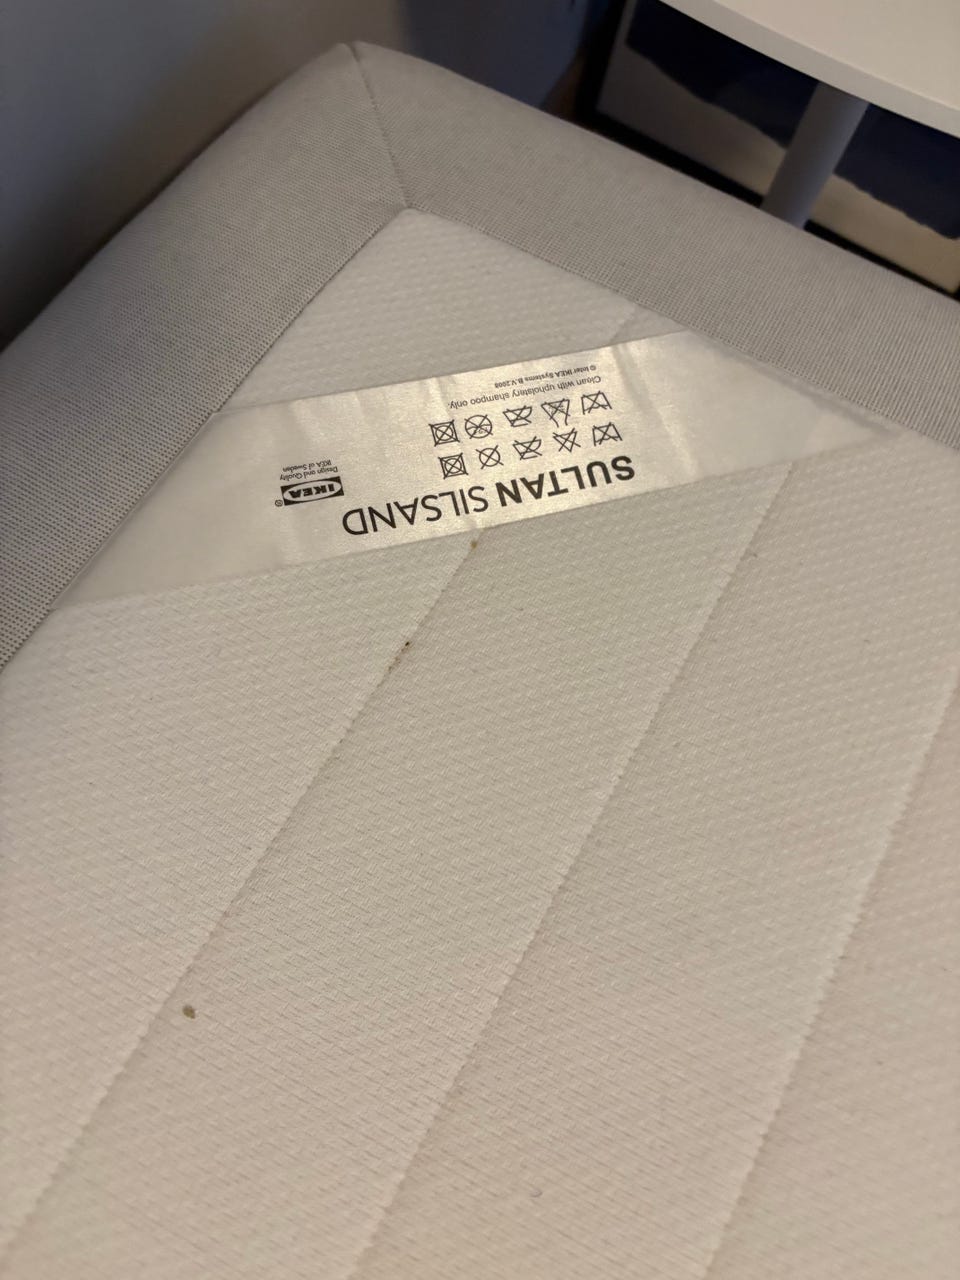 SULTAN SILSAND
IKEA®
Design and Quality
IKEA of Sweden
Clean with upholstery shampoo only.
© Inter IKEA Systems B.V.2008